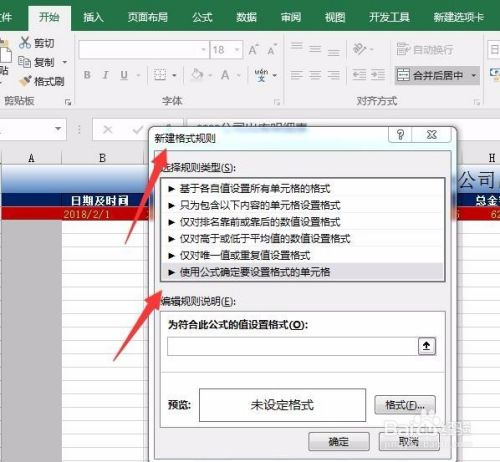 开始 插入 页面布局 公式 数据 审阅 视图 开发工具 新建选项卡
剪切
复制
格式刷
剪贴板
18 A A
B I U A wén 文
字体
自动换行
合并后居中
对齐方式
A B H
公司
日期及时间 总金
2018/2/1
新建格式规则
选择规则类型(S):
► 基于各自值设置所有单元格的格式
► 只为包含以下内容的单元格设置格式
► 仅对排名靠前或靠后的数值设置格式
► 仅对高于或低于平均值的数值设置格式
► 仅对唯一值或重复值设置格式
► 使用公式确定要设置格式的单元格
编辑规则说明(E):
为符合此公式的值设置格式(O):
预览: 未设定格式 格式(F)...
确定 取消
Baidu 经验